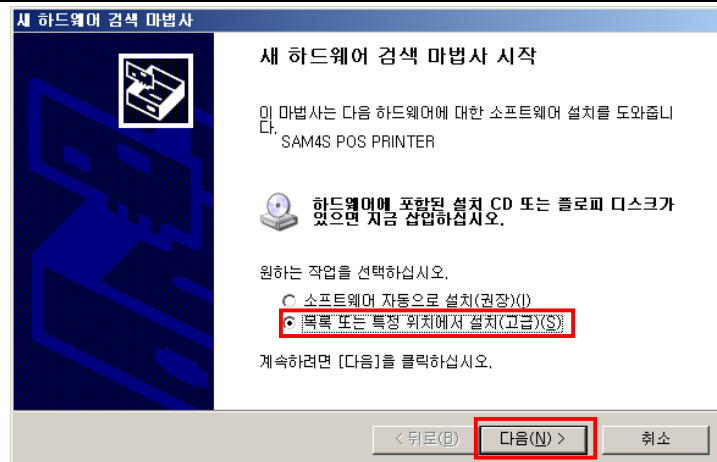 새 하드웨어 검색 마법사
새 하드웨어 검색 마법사 시작
이 마법사는 다음 하드웨어에 대한 소프트웨어 설치를 도와줍니
다.
SAM4S POS PRINTER
하드웨어에 포함된 설치 CD 또는 플로피 디스크가
있으면 지금 삽입하십시오.
원하는 작업을 선택하십시오.
소프트웨어 자동으로 설치(권장)(I)
목록 또는 특정 위치에서 설치(고급)(S)
계속하려면 [다음]을 클릭하십시오.
< 뒤로(B) 다음(N) > 취소